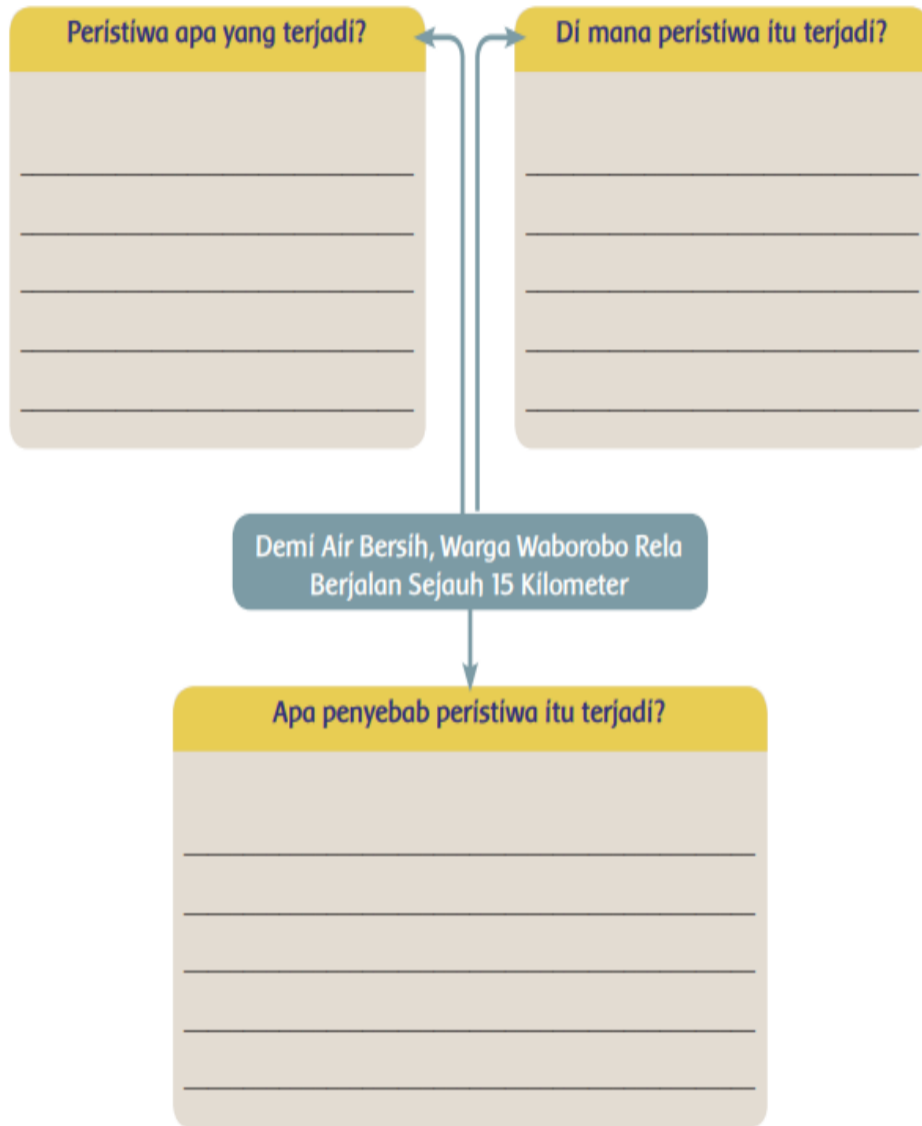 Peristiwa apa yang terjadi?
Di mana peristiwa itu terjadi?
Demi Air Bersih, Warga Waborobo Rela
Berjalan Sejauh 15 Kilometer
Apa penyebab peristiwa itu terjadi?